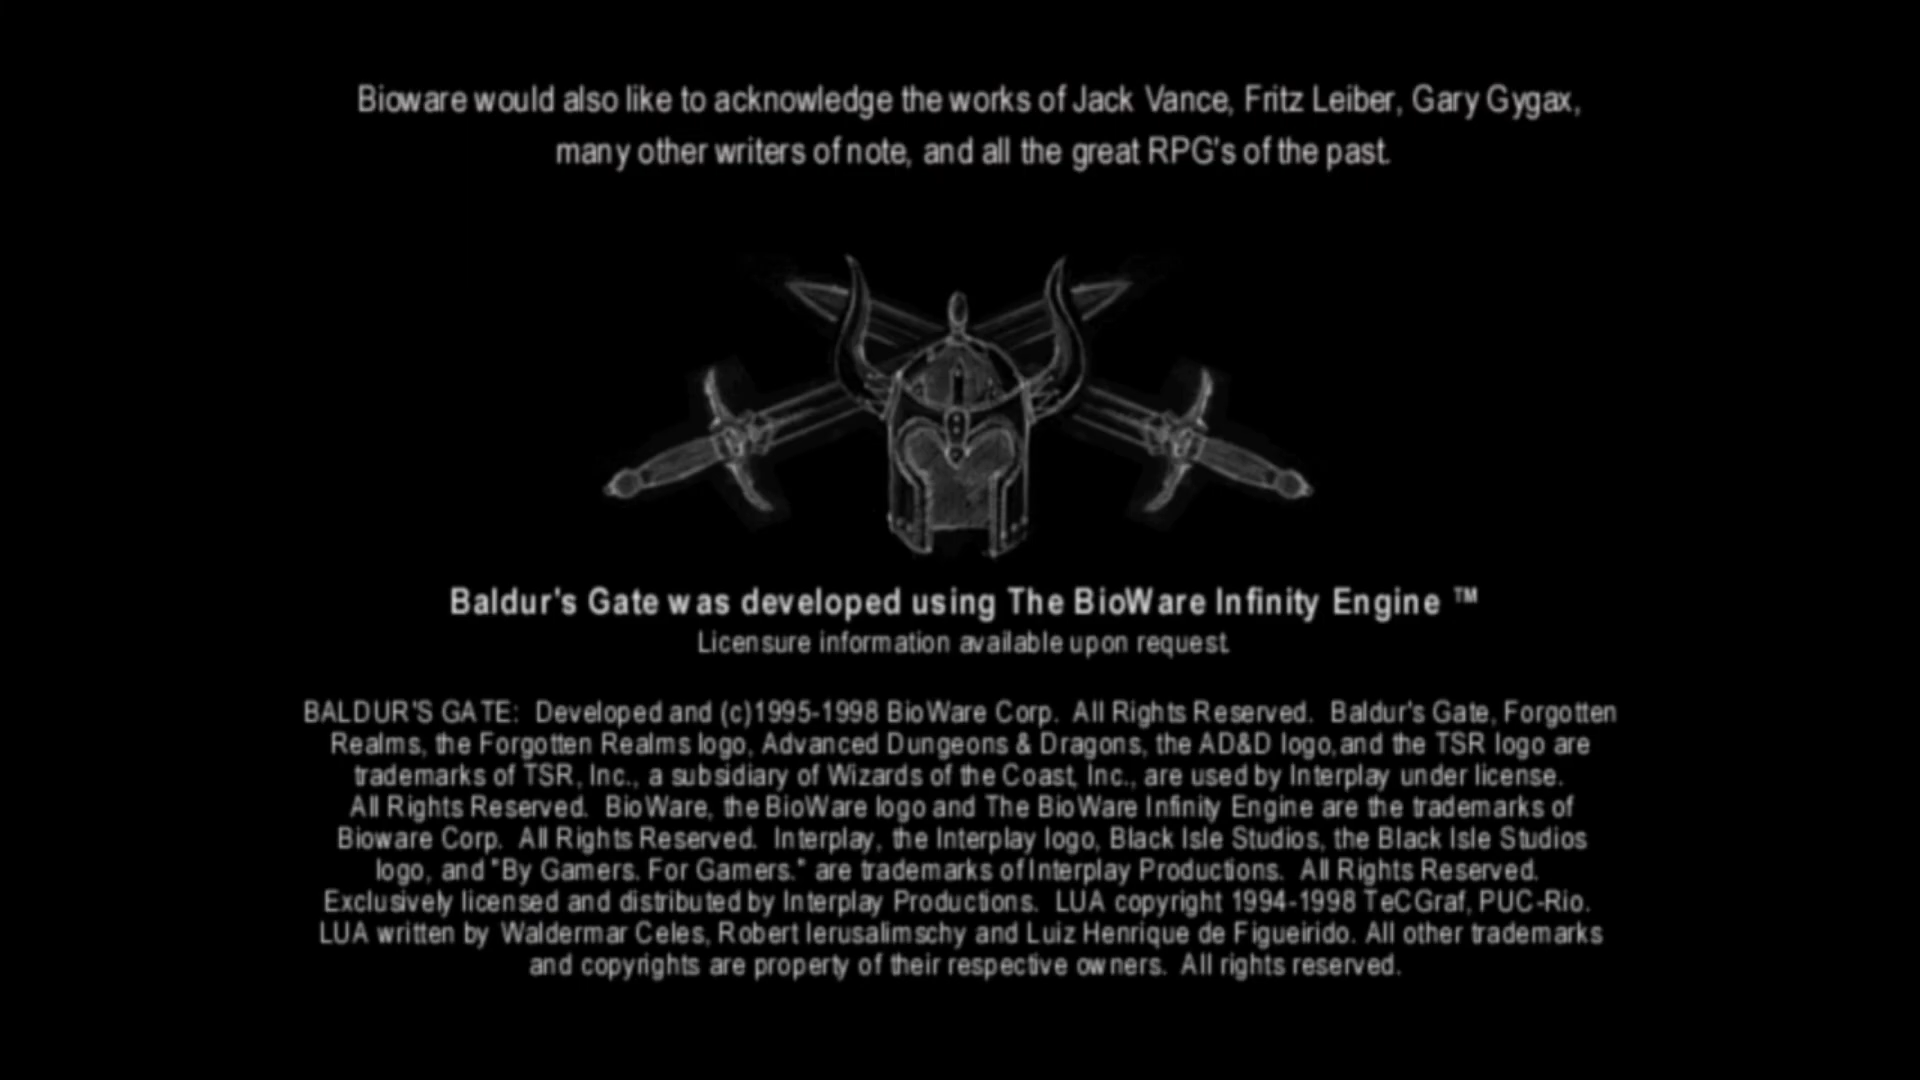 Bioware would also like to acknowledge the works of Jack Vance, Fritz Leiber, Gary Gygax,
many other writers of note, and all the great RPG's of the past.
Baldur's Gate was developed using The BioWare Infinity Engine ™
Licensure information available upon request.
BALDUR'S GATE:  Developed and (c)1995-1998 BioWare Corp.  All Rights Reserved.  Baldur's Gate, Forgotten
Realms, the Forgotten Realms logo, Advanced Dungeons & Dragons, the AD&D logo,and the TSR logo are
trademarks of TSR, Inc., a subsidiary of Wizards of the Coast, Inc., are used by Interplay under license.
All Rights Reserved.  BioWare, the BioWare logo and The BioWare Infinity Engine are the trademarks of
Bioware Corp.  All Rights Reserved.  Interplay, the Interplay logo, Black Isle Studios, the Black Isle Studios
logo, and "By Gamers. For Gamers." are trademarks of Interplay Productions.  All Rights Reserved.
Exclusively licensed and distributed by Interplay Productions.  LUA copyright 1994-1998 TeCGraf, PUC-Rio.
LUA written by Waldermar Celes, Robert Ierusalimschy and Luiz Henrique de Figueirido. All other trademarks
and copyrights are property of their respective owners.  All rights reserved.